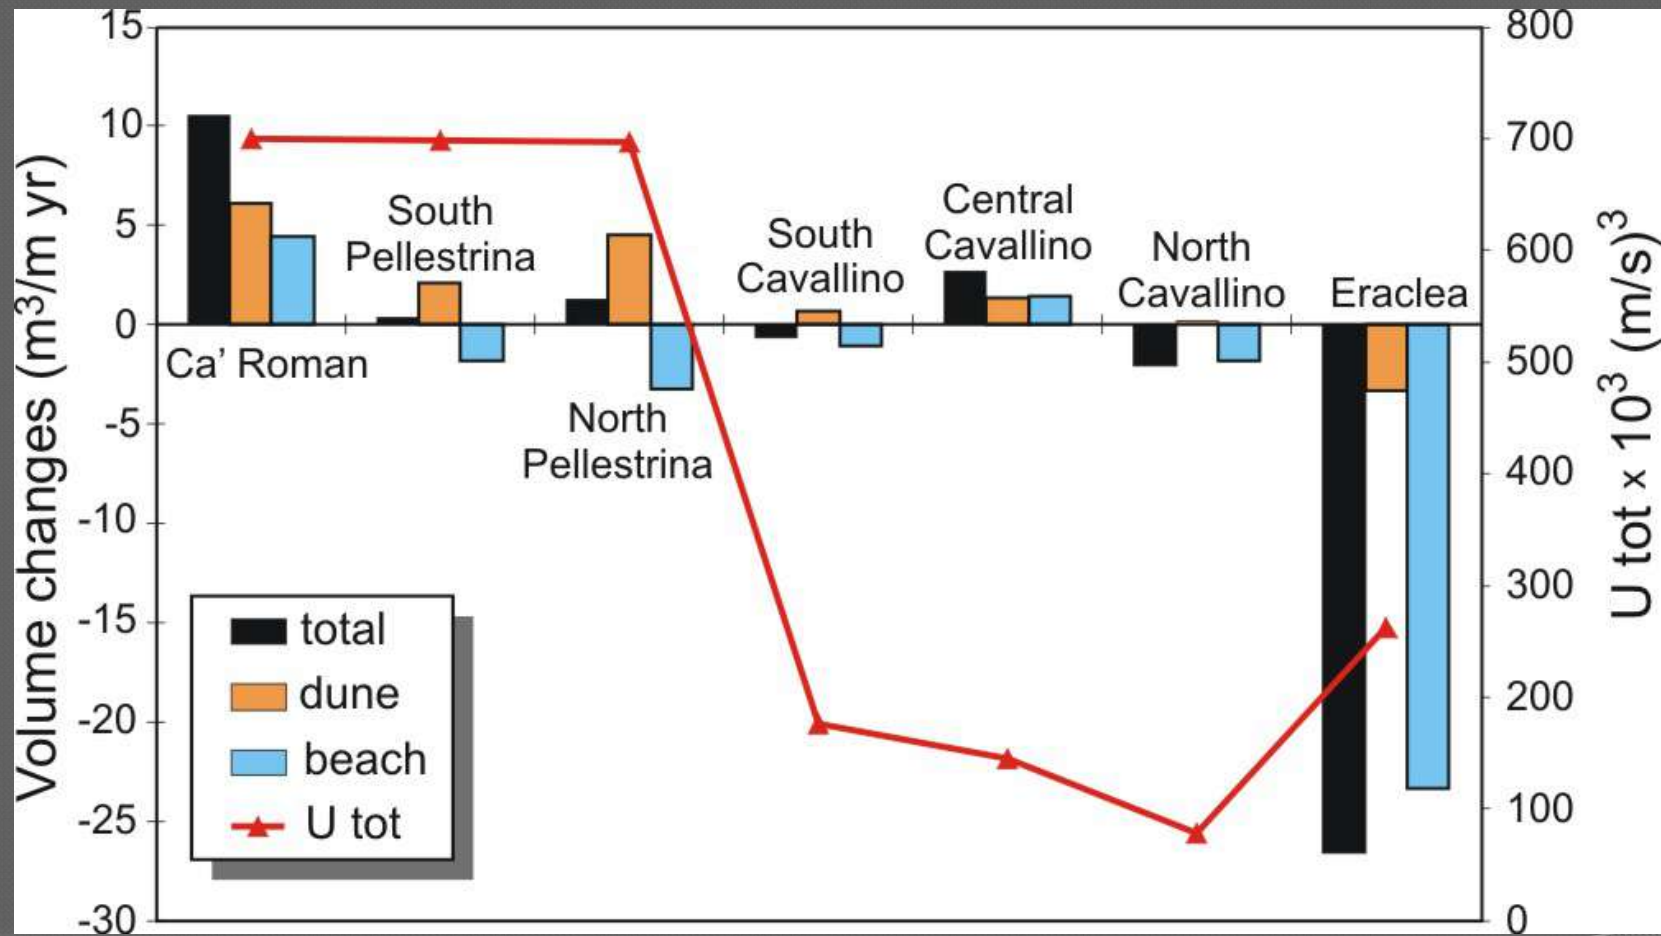 Volume changes (m³/m yr)
15
10
5
0
-5
-10
-15
-20
-25
-30
Ca' Roman
South
Pellestrina
North
Pellestrina
South
Cavallino
Central
Cavallino
North
Cavallino
Eraclea
total
dune
beach
U tot
800
700
600
500
400
300
200
100
0
U tot x 10³ (m/s)³